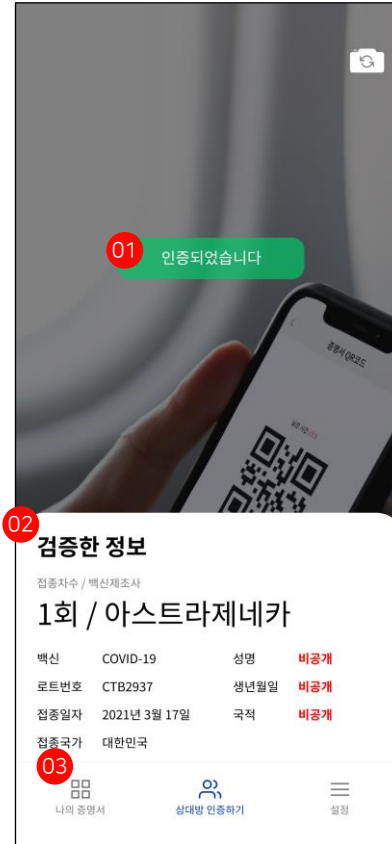 01 인증되었습니다
증명서 QR코드
02
검증한 정보
접종차수 / 백신제조사
1회 / 아스트라제네카
백신 COVID-19 성명 비공개
로트번호 CTB2937 생년월일 비공개
접종일자 2021년 3월 17일 국적 비공개
접종국가 대한민국
03
나의 증명서 상대방 인증하기 설정